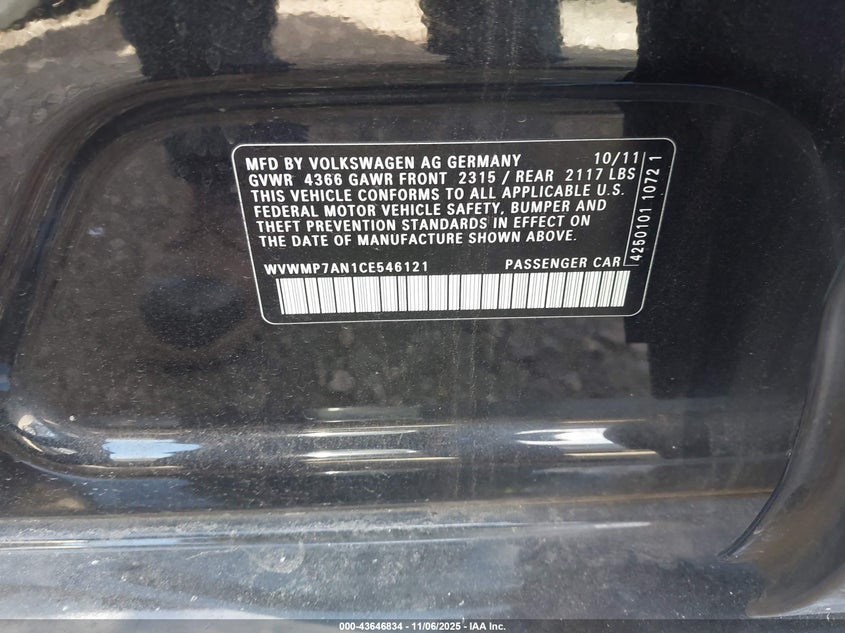 MFD BY VOLKSWAGEN AG GERMANY 10/11
GVWR 4366 GAWR FRONT 2315 / REAR 2117 LBS
THIS VEHICLE CONFORMS TO ALL APPLICABLE U.S.
FEDERAL MOTOR VEHICLE SAFETY, BUMPER AND
THEFT PREVENTION STANDARDS IN EFFECT ON
THE DATE OF MANUFACTURE SHOWN ABOVE.
WVWMP7AN1CE546121 PASSENGER CAR
4250101 1072 1
000-43646834 - 11/06/2025 - IAA Inc.